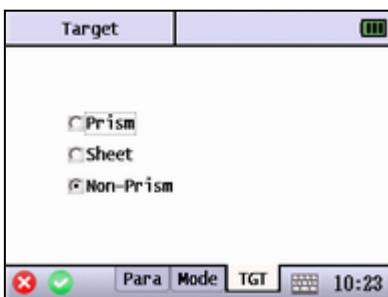 Target
Prism
Sheet
Non-Prism
Para Mode TGT 10:23